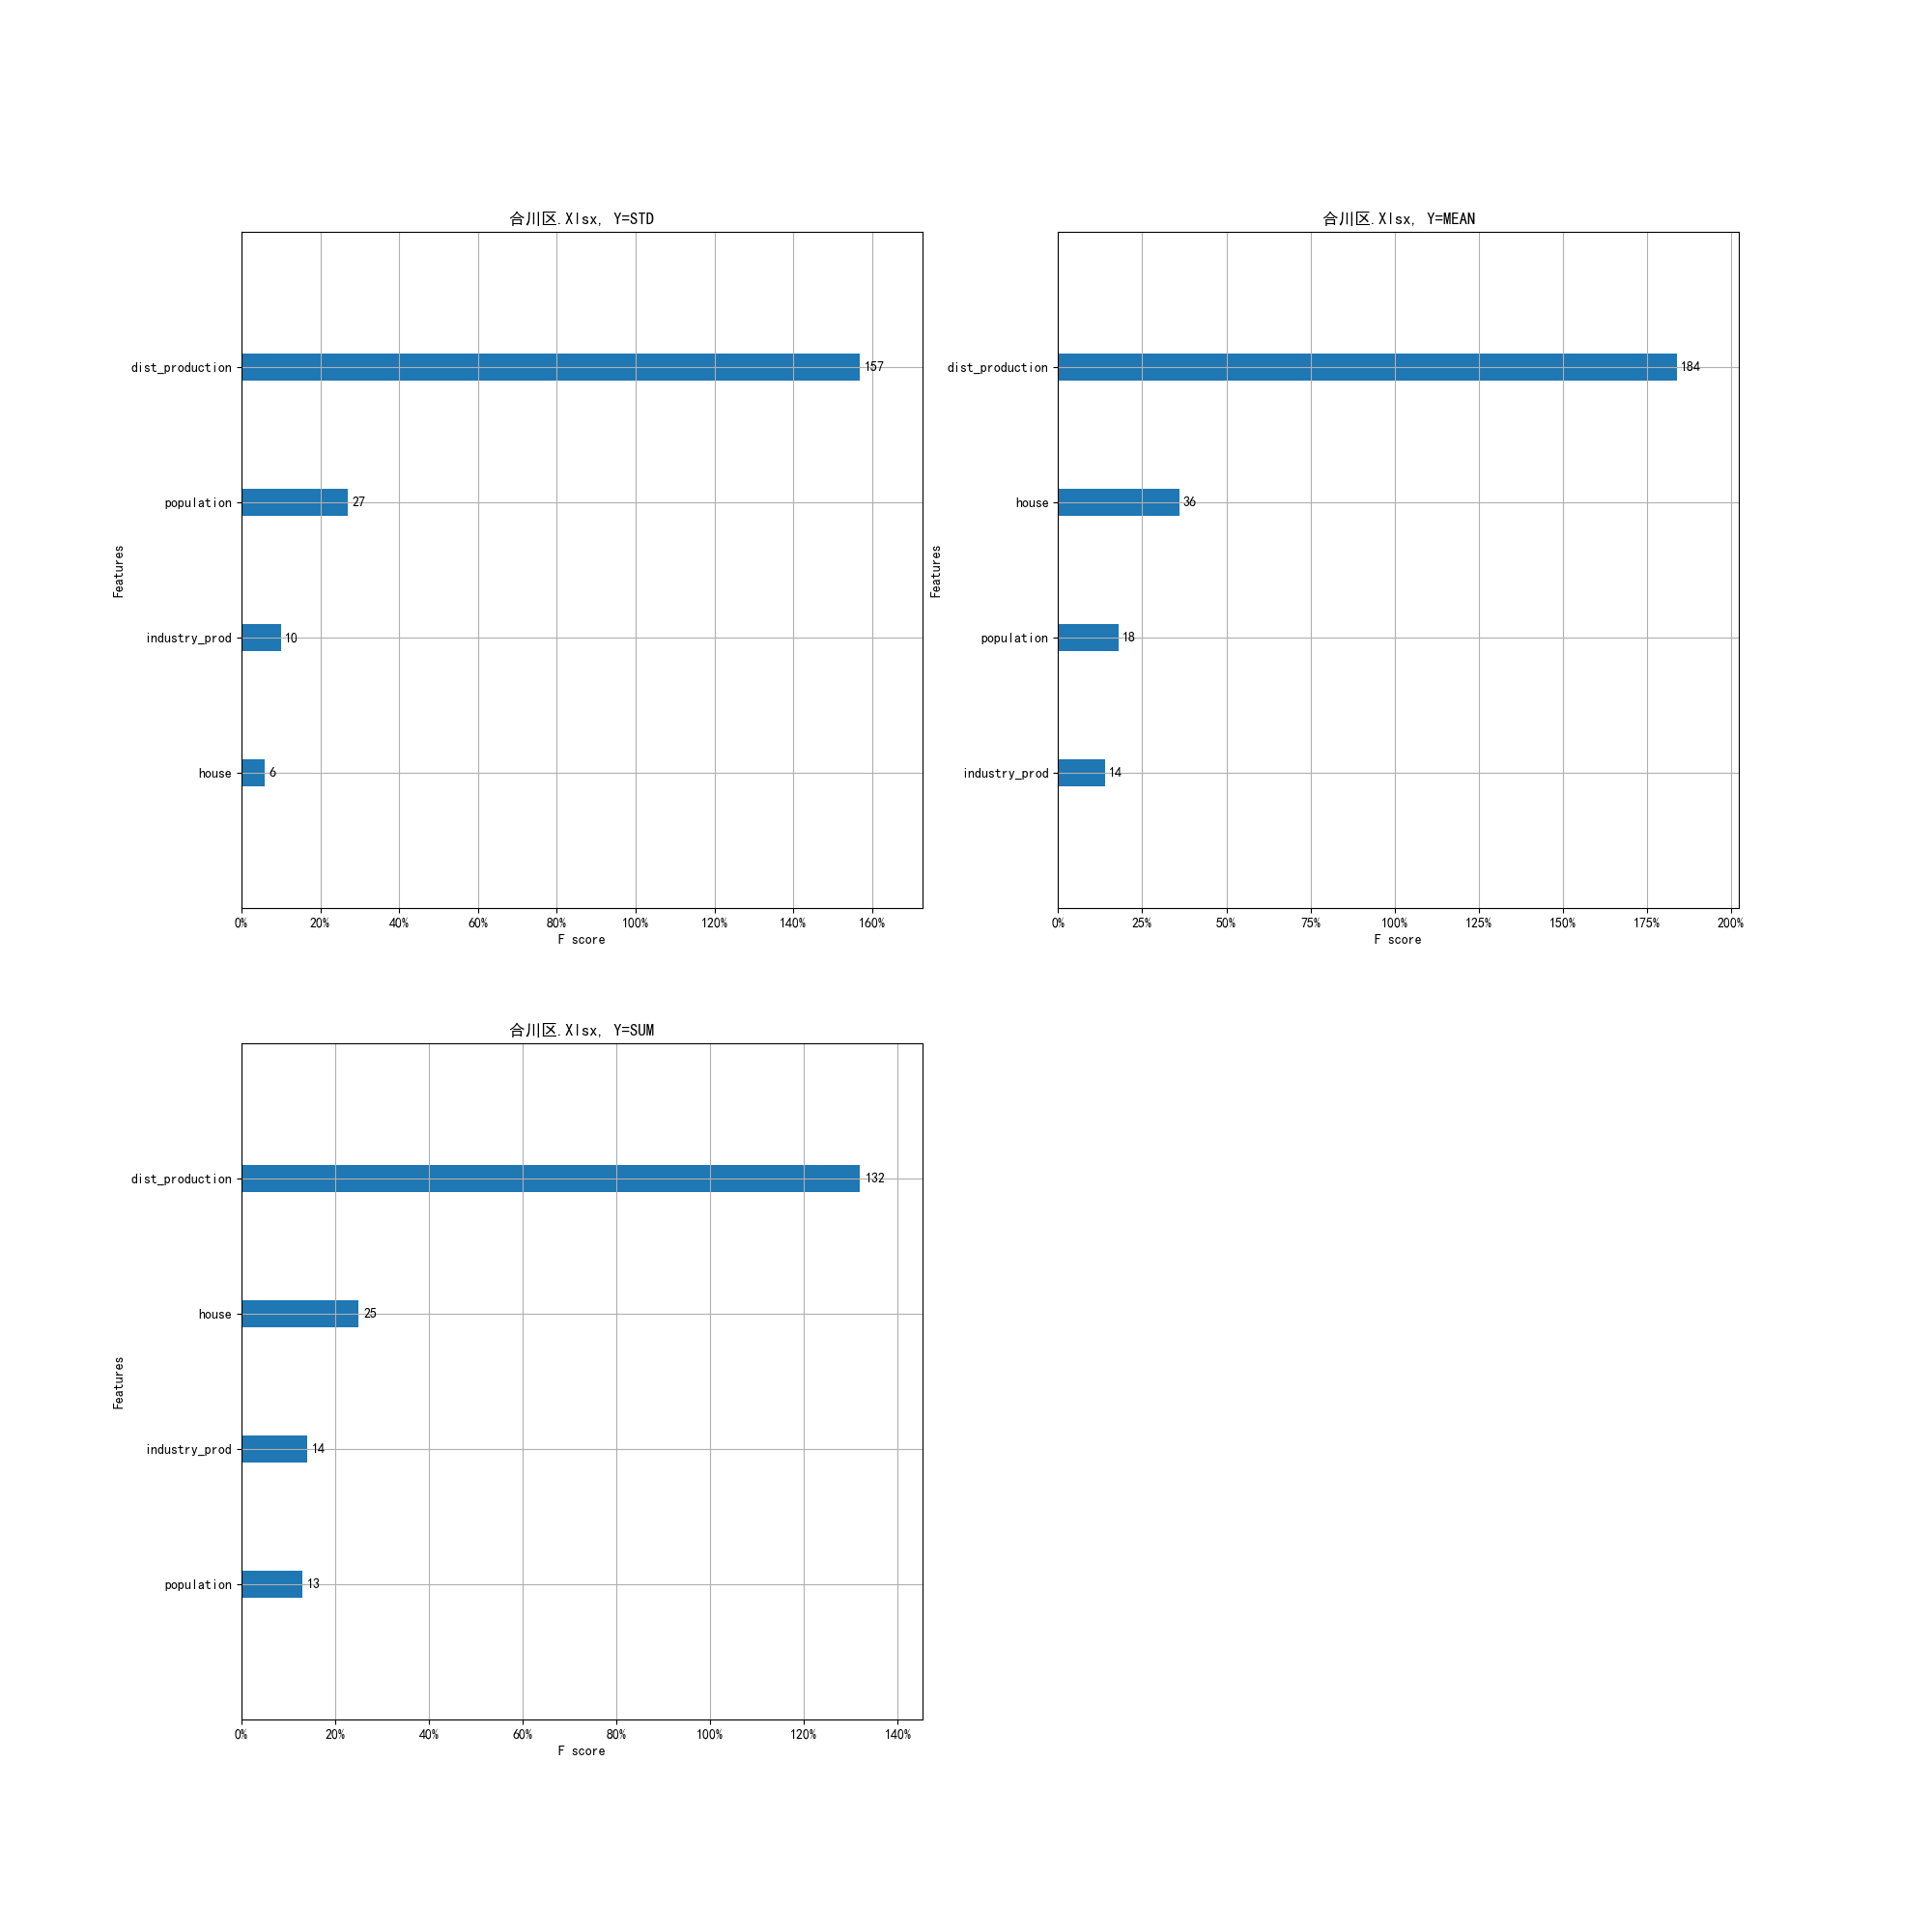 合川区.Xlsx, Y=STD
Features
dist_production
157
population
27
industry_prod
10
house
6
0% 20% 40% 60% 80% 100% 120% 140% 160%
F score
合川区.Xlsx, Y=MEAN
Features
dist_production
184
house
36
population
18
industry_prod
14
0% 25% 50% 75% 100% 125% 150% 175% 200%
F score
合川区.Xlsx, Y=SUM
Features
dist_production
132
house
25
industry_prod
14
population
13
0% 20% 40% 60% 80% 100% 120% 140%
F score